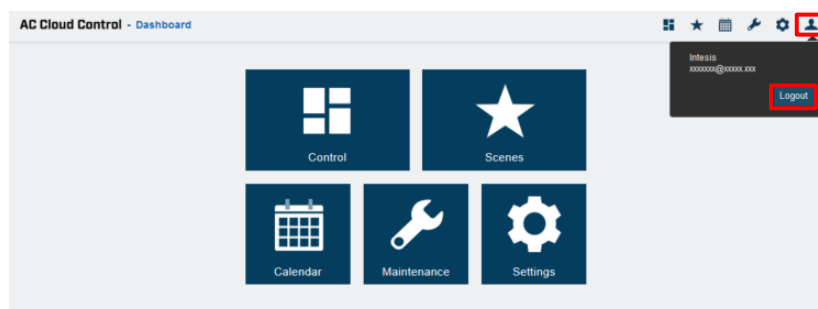 AC Cloud Control - Dashboard
Intesis
xxxxxxx@xxxxx.xxx
Logout
Control
Scenes
Calendar
Maintenance
Settings